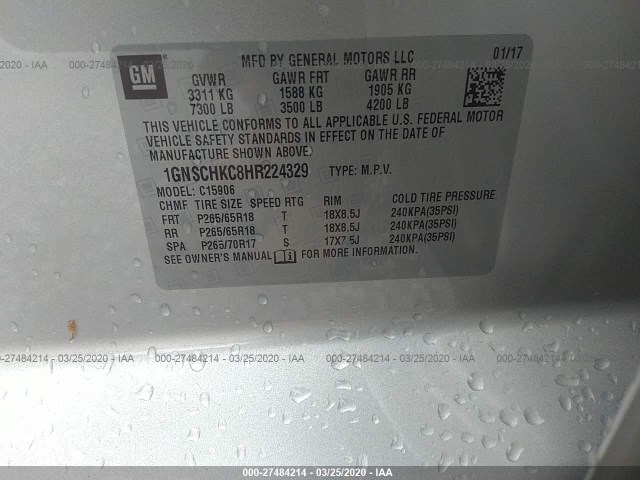 000-27484214 - 03/25/2020 - IAA
GM
MFD BY GENERAL MOTORS LLC 01/17
GVWR GAWR FRT GAWR RR
3311 KG 1588 KG 1905 KG
7300 LB 3500 LB 4200 LB
THIS VEHICLE CONFORMS TO ALL APPLICABLE U.S. FEDERAL MOTOR
VEHICLE SAFETY STANDARDS IN EFFECT ON THE DATE OF
MANUFACTURE SHOWN ABOVE.
1GNSCHKC8HR224329 TYPE: M.P.V.
MODEL: C15906
CHMF TIRE SIZE SPEED RTG RIM COLD TIRE PRESSURE
FRT P265/65R18 T 18X8.5J 240KPA(35PSI)
RR P265/65R18 T 18X8.5J 240KPA(35PSI)
SPA P265/70R17 S 17X7.5J 240KPA(35PSI)
SEE OWNER'S MANUAL FOR MORE INFORMATION.
000-27484214 - 03/25/2020 - IAA
000-27484214 - 03/25/2020 - IAA